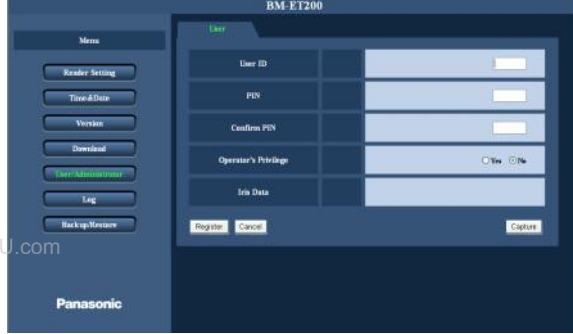 BM-ET200
Menu
User
Reader Setting
Time&Date
Version
Download
User/Administrator
Log
Backup/Restore
User ID
PIN
Confirm PIN
Operator's Privilege
Yes No
Iris Data
Register Cancel Capture
U.com
Panasonic